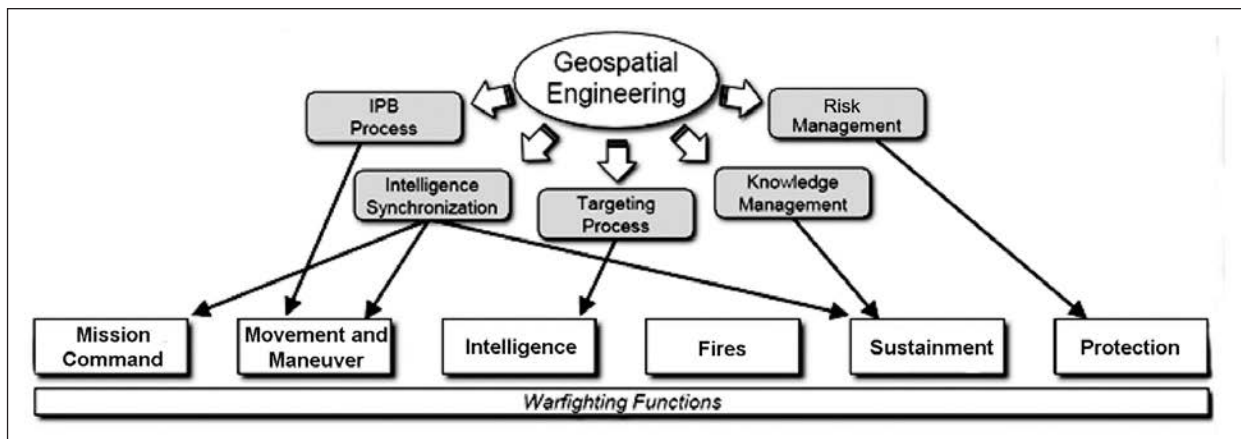 Geospatial
Engineering
IPB
Process
Risk
Management
Intelligence
Synchronization
Targeting
Process
Knowledge
Management
Mission
Command
Movement and
Maneuver
Intelligence
Fires
Sustainment
Protection
Warfighting Functions